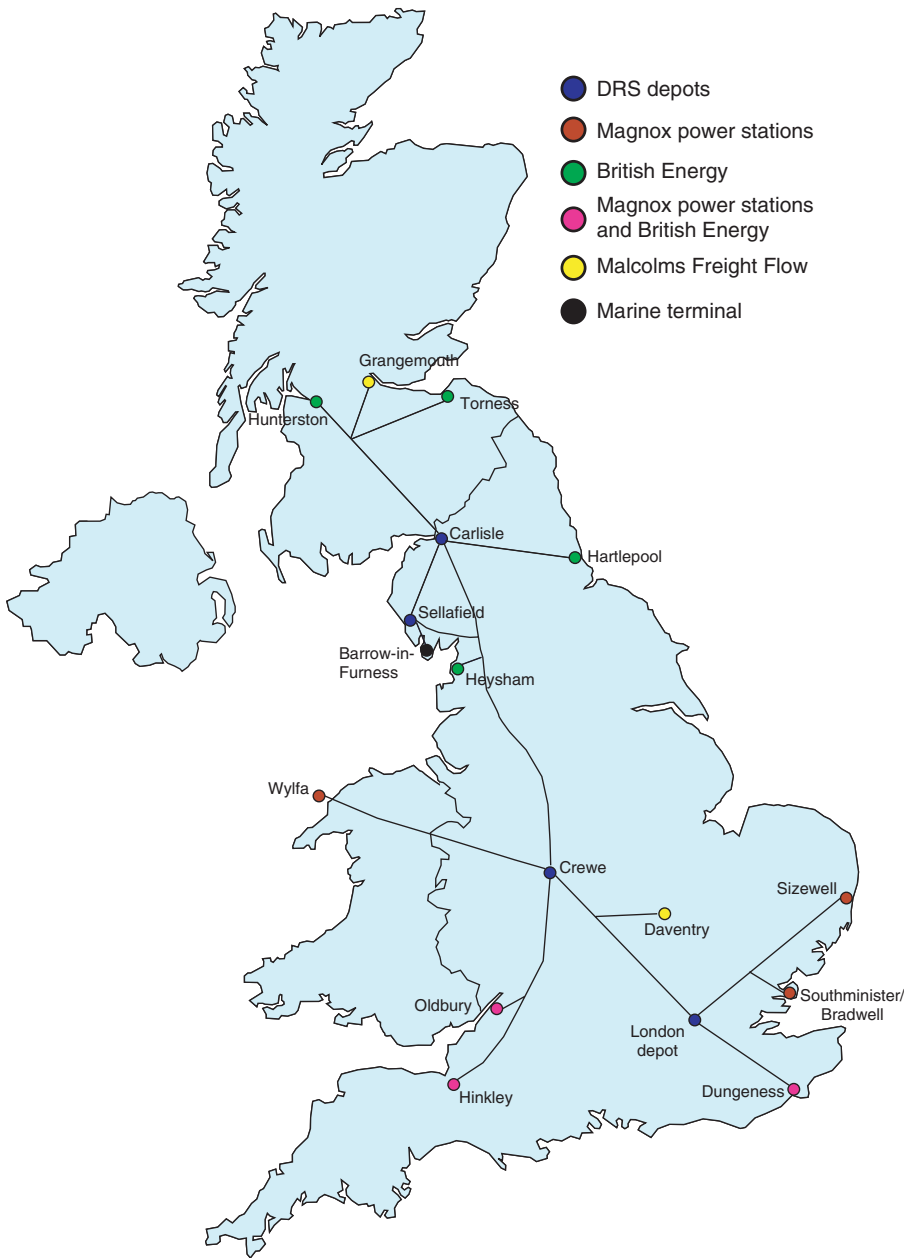 DRS depots
Magnox power stations
British Energy
Magnox power stations
and British Energy
Malcolms Freight Flow
Marine terminal
Grangemouth
Hunterston
Torness
Carlisle
Hartlepool
Sellafield
Barrow-in-
Furness
Heysham
Wylfa
Crewe
Sizewell
Daventry
Southminister/
Bradwell
Oldbury
London
depot
Hinkley
Dungeness